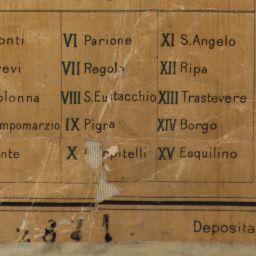 onti VI Parione XI S.Angelo
evi VII Regola XII Ripa
olonna VIII S.Eustacchio XIII Trastevere
mpomarzio IX Pigna XIV Borgo
nte X pitelli XV Esquilino
Deposita